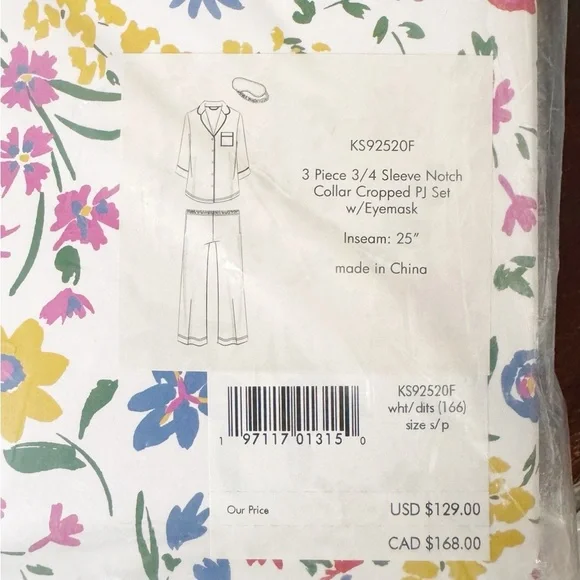 KS92520F
3 Piece 3/4 Sleeve Notch
Collar Cropped PJ Set
w/Eyemask
Inseam: 25"
made in China
KS92520F
wht/dits (166)
size s/p
1 97117 01315 0
Our Price
USD $129.00
CAD $168.00